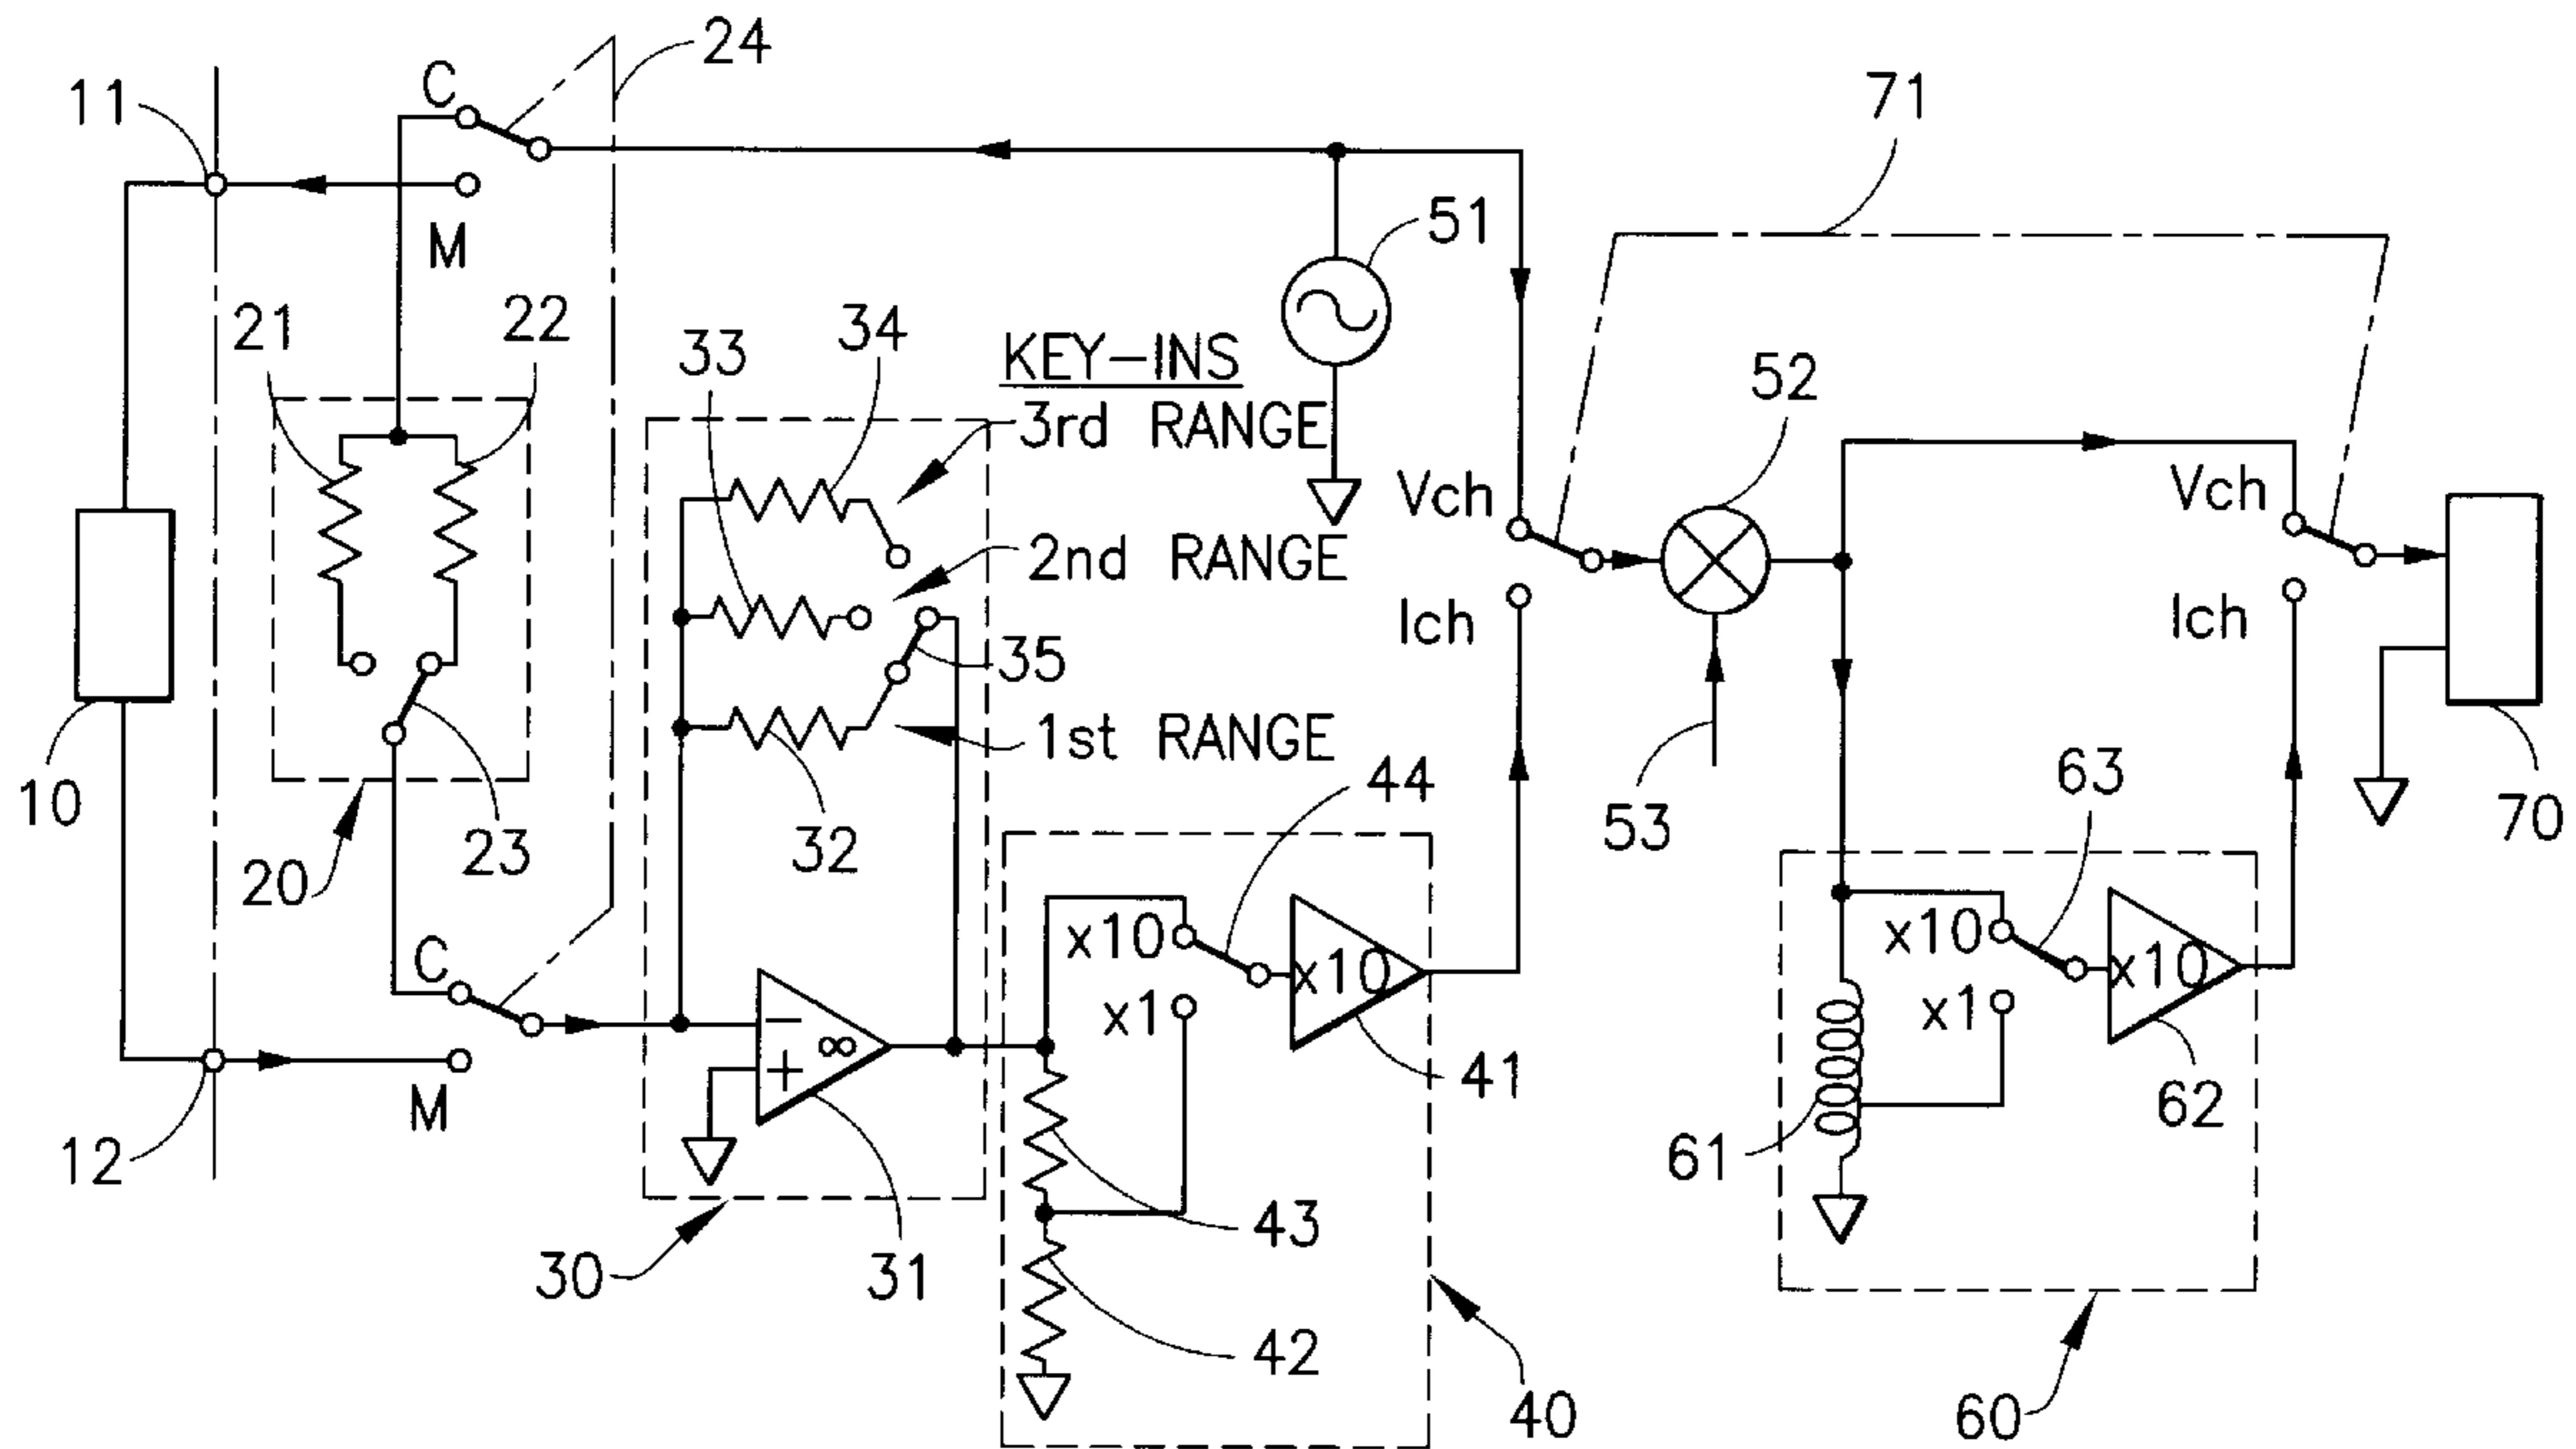 24
C
11
71
M
51
21
22
34
33
KEY-INS
52
3rd RANGE
Vch
Vch
2nd RANGE
Ich
Ich
35
1st RANGE
10
44
63
53
70
32
23
20
C
x10
x10
x10
x10
x1
x1
−
∞
+
41
M
62
12
61
43
30
31
42
40
60